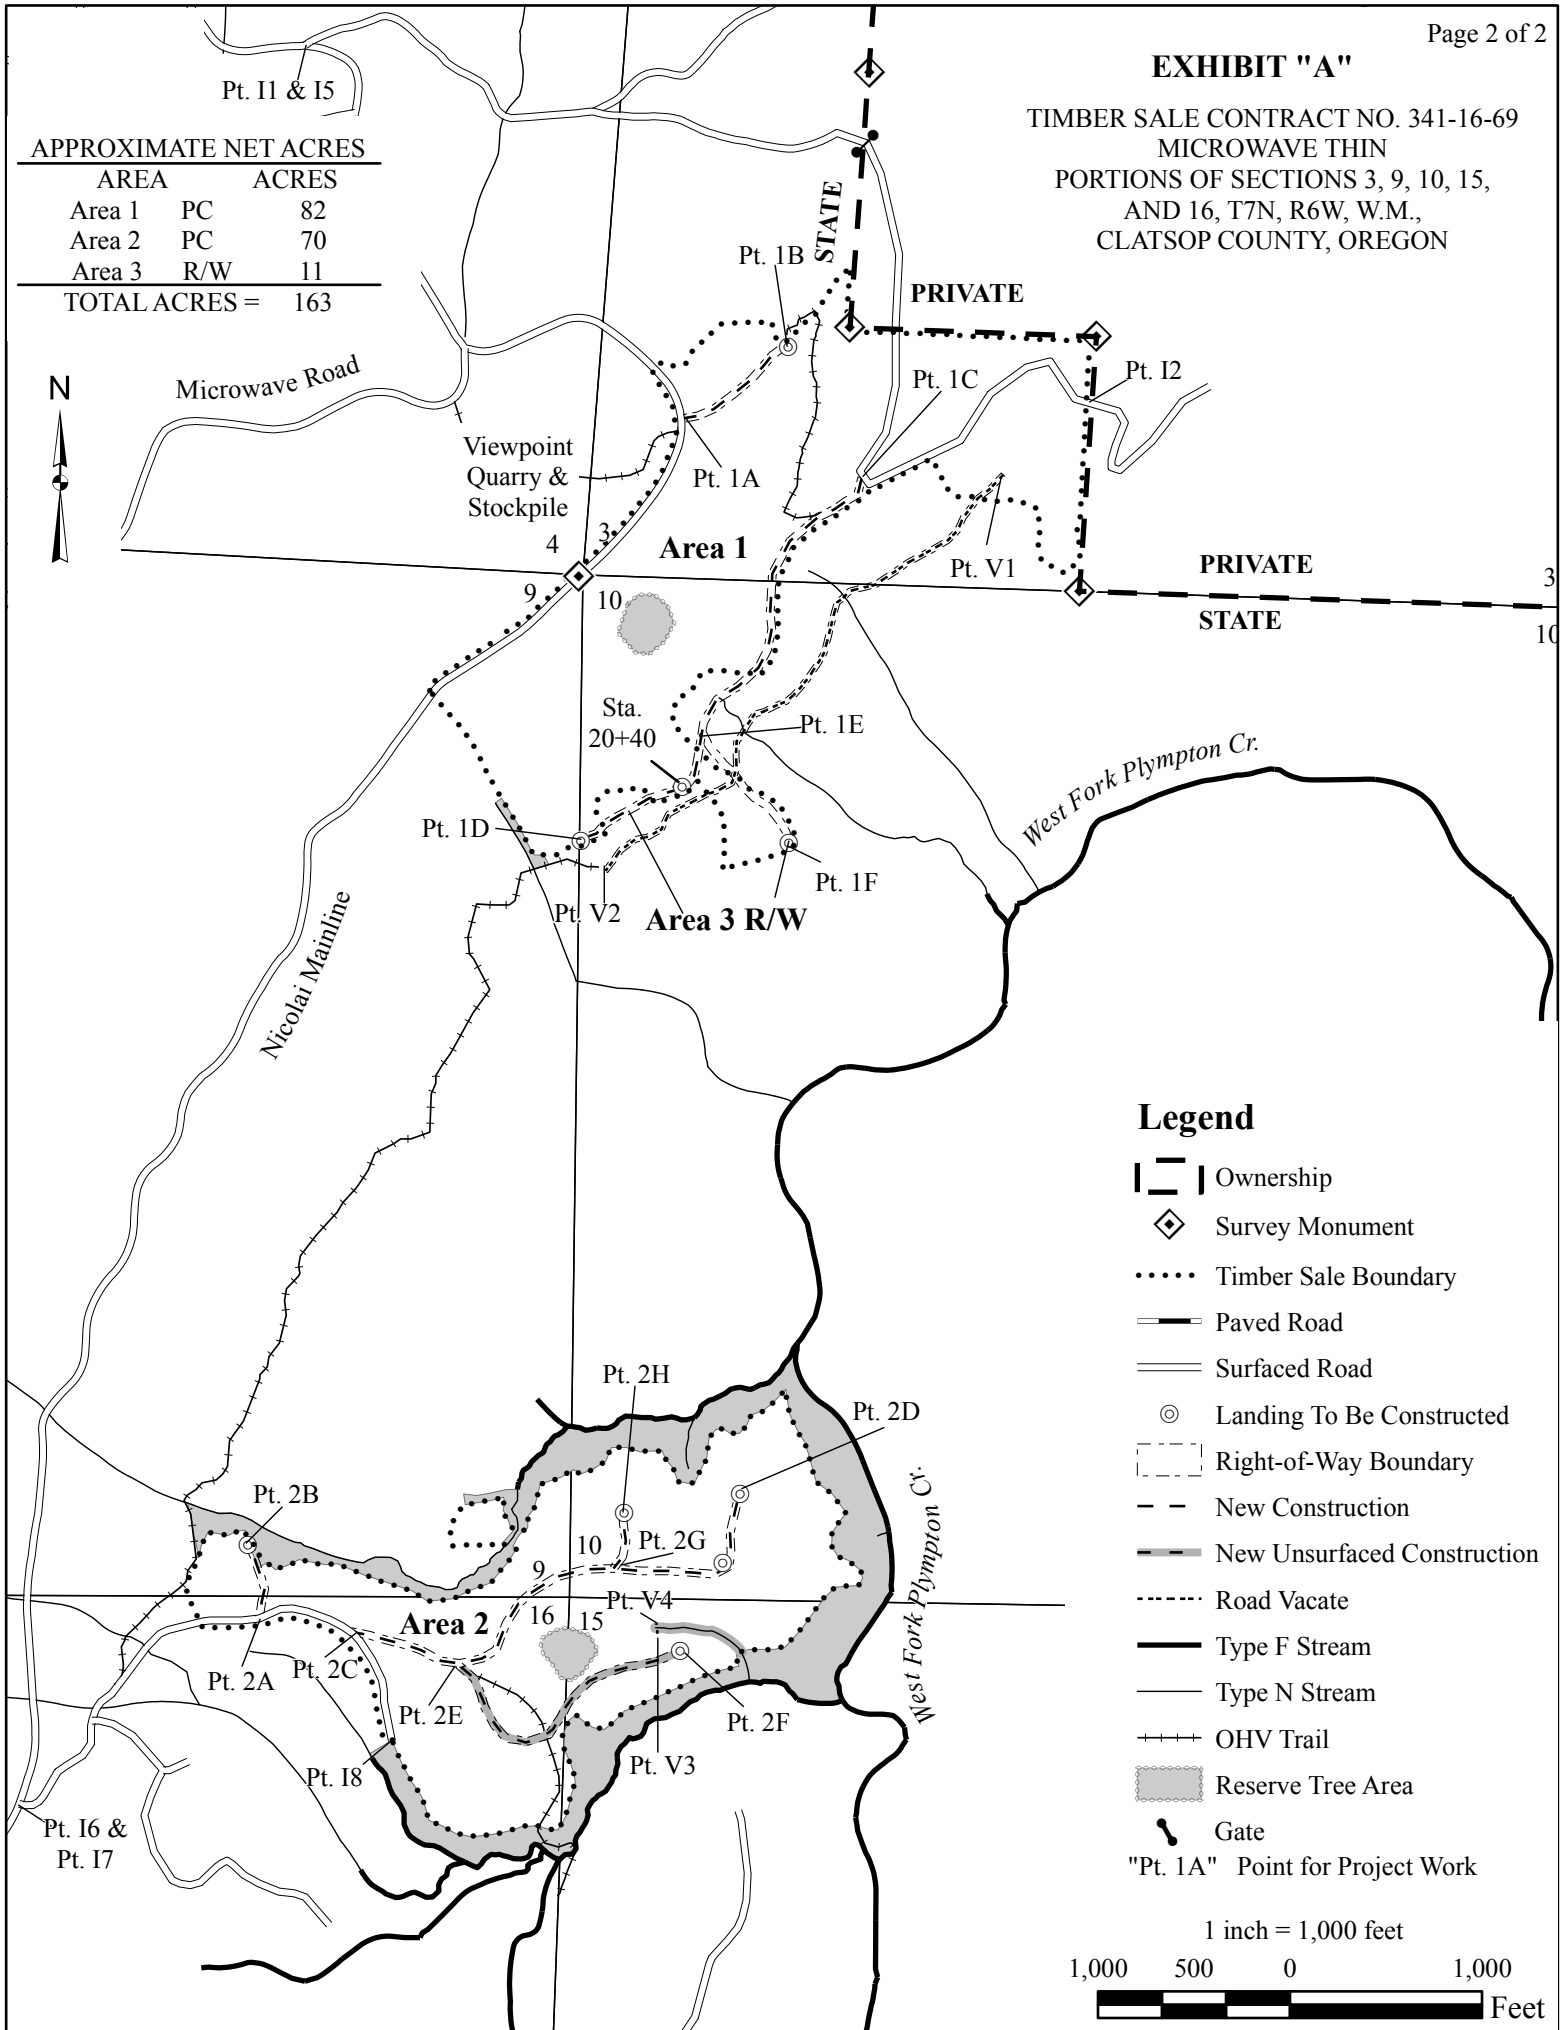 Page 2 of 2
EXHIBIT "A"
TIMBER SALE CONTRACT NO. 341-16-69
MICROWAVE THIN
PORTIONS OF SECTIONS 3, 9, 10, 15,
AND 16, T7N, R6W, W.M.,
CLATSOP COUNTY, OREGON
Pt. I1 & I5
APPROXIMATE NET ACRES
AREA ACRES
Area 1 PC 82
Area 2 PC 70
Area 3 R/W 11
TOTAL ACRES = 163
STATE
Pt. 1B
PRIVATE
Pt. I2
Pt. 1C
Microwave Road
N
Viewpoint
Quarry &
Stockpile
Pt. 1A
4
3
Area 1
Pt. V1
PRIVATE
STATE
3
10
9
10
Sta.
20+40
Pt. 1E
West Fork Plympton Cr.
Pt. 1D
Pt. 1F
Pt. V2
Area 3 R/W
Nicolai Mainline
Pt. 2H
Pt. 2D
Pt. 2B
10
Pt. 2G
9
Pt. V4
16
15
Area 2
West Fork Plympton Cr.
Pt. 2A
Pt. 2C
Pt. 2E
Pt. 2F
Pt. V3
Pt. I8
Pt. I6 &
Pt. I7
Legend
Ownership
Survey Monument
Timber Sale Boundary
Paved Road
Surfaced Road
Landing To Be Constructed
Right-of-Way Boundary
New Construction
New Unsurfaced Construction
Road Vacate
Type F Stream
Type N Stream
OHV Trail
Reserve Tree Area
Gate
"Pt. 1A" Point for Project Work
1 inch = 1,000 feet
1,000 500 0 1,000
Feet